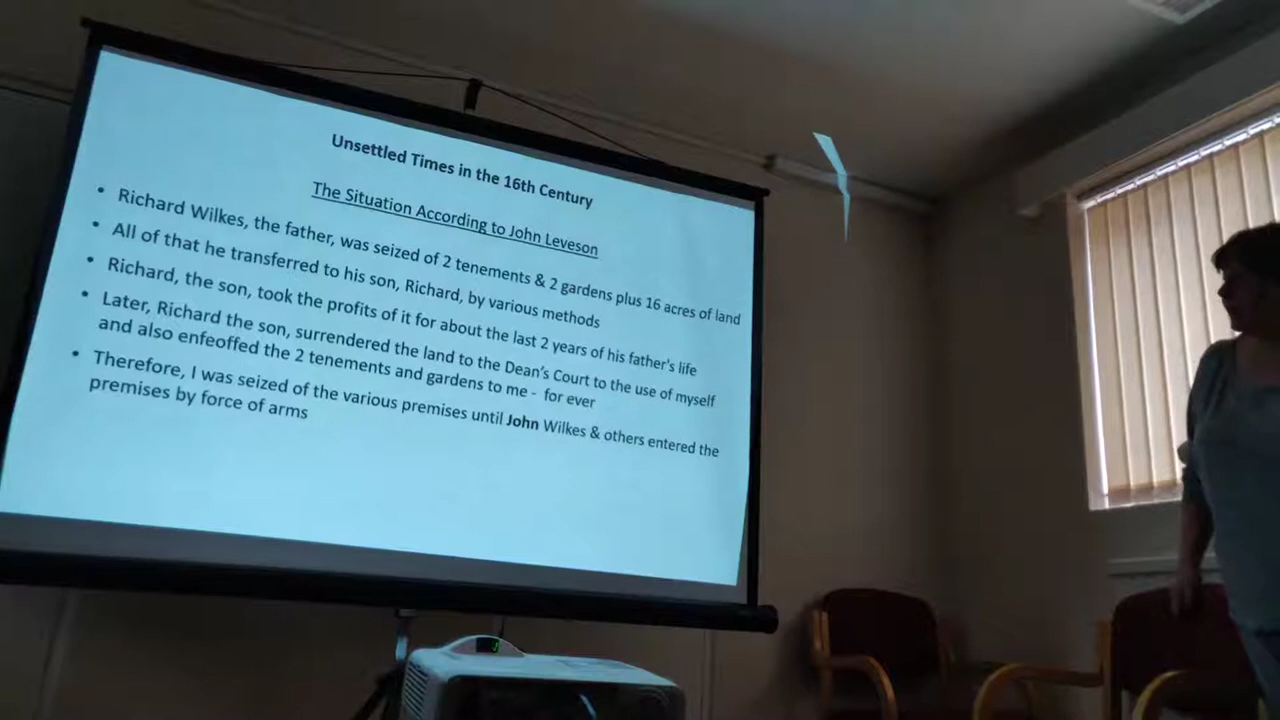 Unsettled Times in the 16th Century
The Situation According to John Leveson
• Richard Wilkes, the father, was seized of 2 tenements & 2 gardens plus 16 acres of land
• All of that he transferred to his son, Richard, by various methods
• Richard, the son, took the profits of it for about the last 2 years of his father's life
• Later, Richard the son, surrendered the land to the Dean's Court to the use of myself
and also enfeoffed the 2 tenements and gardens to me - for ever
• Therefore, I was seized of the various premises until John Wilkes & others entered the
premises by force of arms